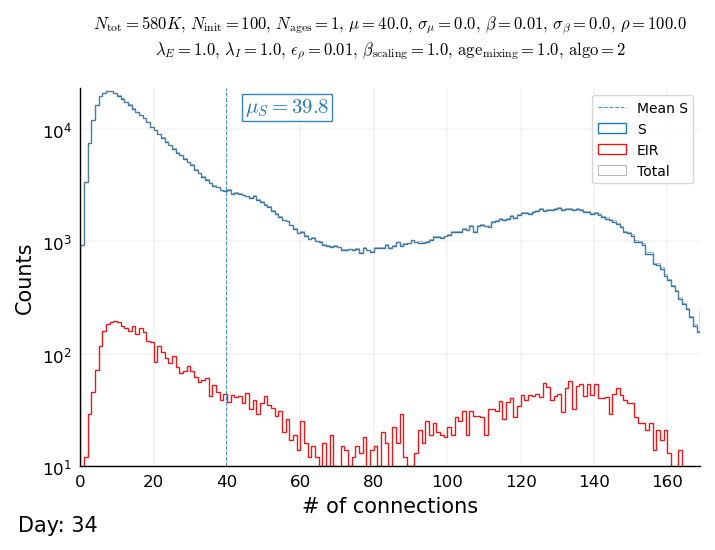 N_tot = 580K, N_init = 100, N_ages = 1, μ = 40.0, σ_μ = 0.0, β = 0.01, σ_β = 0.0, ρ = 100.0
λ_E = 1.0, λ_I = 1.0, ϵ_ρ = 0.01, β_scaling = 1.0, age_mixing = 1.0, algo = 2
μ_S = 39.8
Mean S
S
EIR
Total
10^4
10^3
10^2
10^1
Counts
0 20 40 60 80 100 120 140 160
# of connections
Day: 34